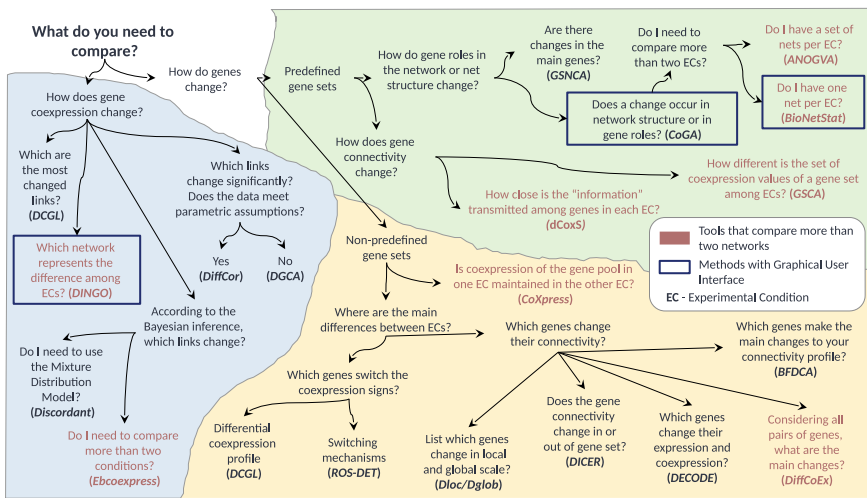 What do you need to
compare?
How do genes
change?
Predefined
gene sets
How do gene roles in
the network or net
structure change?
Are there
changes in the
main genes?
(GSNCA)
Do I need to
compare more
than two ECs?
Do I have a set of
nets per EC?
(ANOGVA)
Do I have one
net per EC?
(BioNetStat)
Does a change occur in
network structure or in
gene roles? (CoGA)
How does gene
connectivity
change?
How different is the set of
coexpression values of a gene set
among ECs? (GSCA)
How close is the “information”
transmitted among genes in each EC?
(dCoxS)
How does gene
coexpression change?
Which are
the most
changed
links?
(DCGL)
Which links
change significantly?
Does the data meet
parametric assumptions?
Yes
(DiffCor)
No
(DGCA)
Which network
represents the
difference among
ECs? (DINGO)
According to the
Bayesian inference,
which links change?
Do I need to use
the Mixture
Distribution
Model?
(Discordant)
Do I need to compare
more than two
conditions?
(Ebcoexpress)
Non-predefined
gene sets
Is coexpression of the gene pool in
one EC maintained in the other EC?
(CoXpress)
Where are the main
differences between ECs?
Which genes switch the
coexpression signs?
Differential
coexpression
profile
(DCGL)
Switching
mechanisms
(ROS-DET)
Which genes change
their connectivity?
List which genes
change in local
and global scale?
(Dloc/Dglob)
Does the gene
connectivity
change in or
out of gene set?
(DICER)
Which genes
change their
expression and
coexpression?
(DECODE)
Considering all
pairs of genes,
what are the
main changes?
(DiffCoEx)
Which genes make the
main changes to your
connectivity profile?
(BFDCA)
Tools that compare more than
two networks
Methods with Graphical User
Interface
EC - Experimental Condition